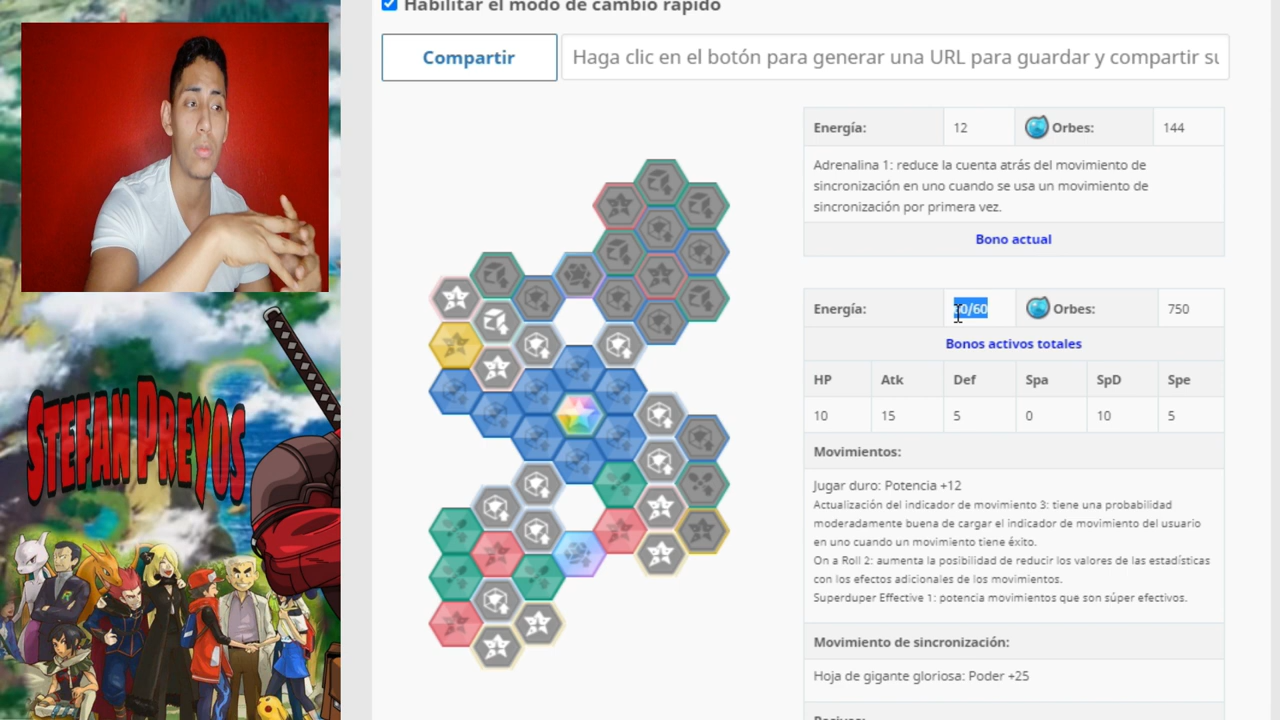 Habilitar el modo de cambio rápido
Compartir
Haga clic en el botón para generar una URL para guardar y compartir su
Energía: 12 Orbes: 144
Adrenalina 1: reduce la cuenta atrás del movimiento de
sincronización en uno cuando se usa un movimiento de
sincronización por primera vez.
Bono actual
Energía: /60 Orbes: 750
Bonos activos totales
HP Atk Def Spa SpD Spe
10 15 5 0 10 5
Movimientos:
Jugar duro: Potencia +12
Actualización del indicador de movimiento 3: tiene una probabilidad
moderadamente buena de cargar el indicador de movimiento del usuario
en uno cuando un movimiento tiene éxito.
On a Roll 2: aumenta la posibilidad de reducir los valores de las estadísticas
con los efectos adicionales de los movimientos.
Superduper Effective 1: potencia movimientos que son súper efectivos.
Movimiento de sincronización:
Hoja de gigante gloriosa: Poder +25
STEFAN PREYOS